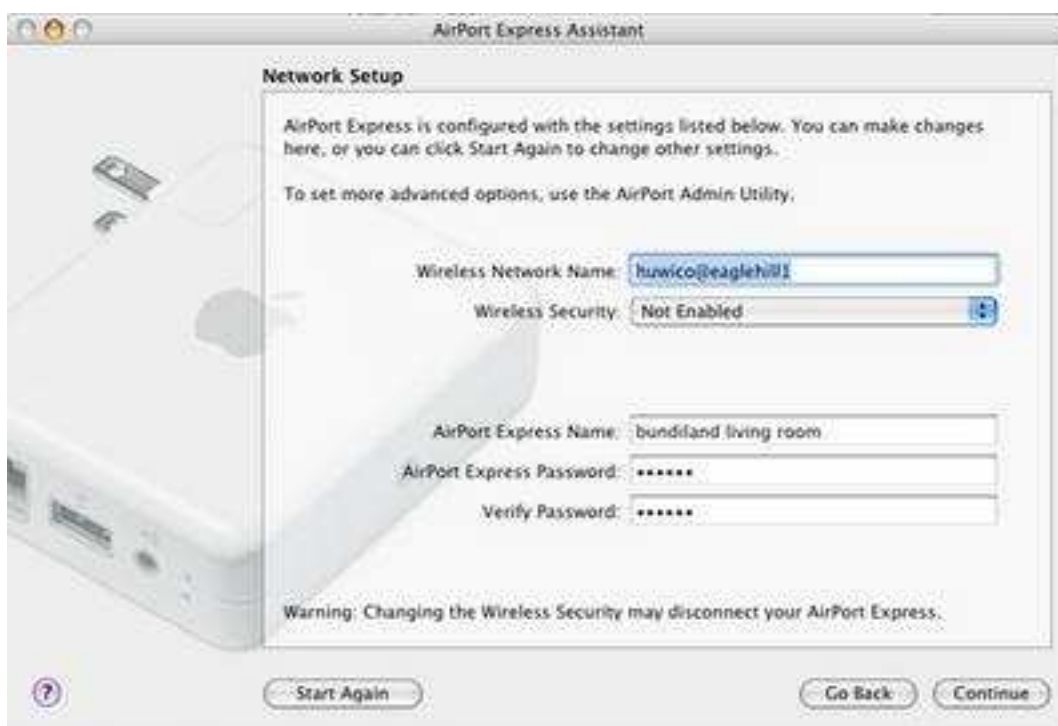 AirPort Express Assistant
Network Setup
AirPort Express is configured with the settings listed below. You can make changes
here, or you can click Start Again to change other settings.
To set more advanced options, use the AirPort Admin Utility.
Wireless Network Name: huwico@eaglehill1
Wireless Security: Not Enabled
AirPort Express Name: bundiland living room
AirPort Express Password: ••••••
Verify Password: ••••••
Warning: Changing the Wireless Security may disconnect your AirPort Express.
?
Start Again
Go Back
Continue